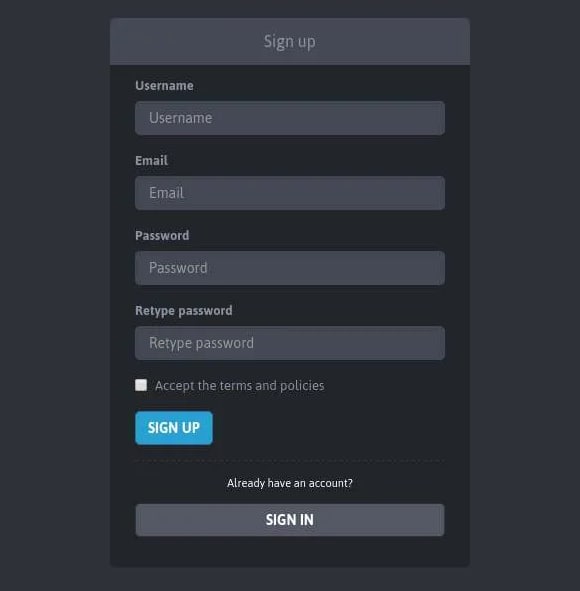 Sign up
Username
Username
Email
Email
Password
Password
Retype password
Retype password
Accept the terms and policies
SIGN UP
Already have an account?
SIGN IN